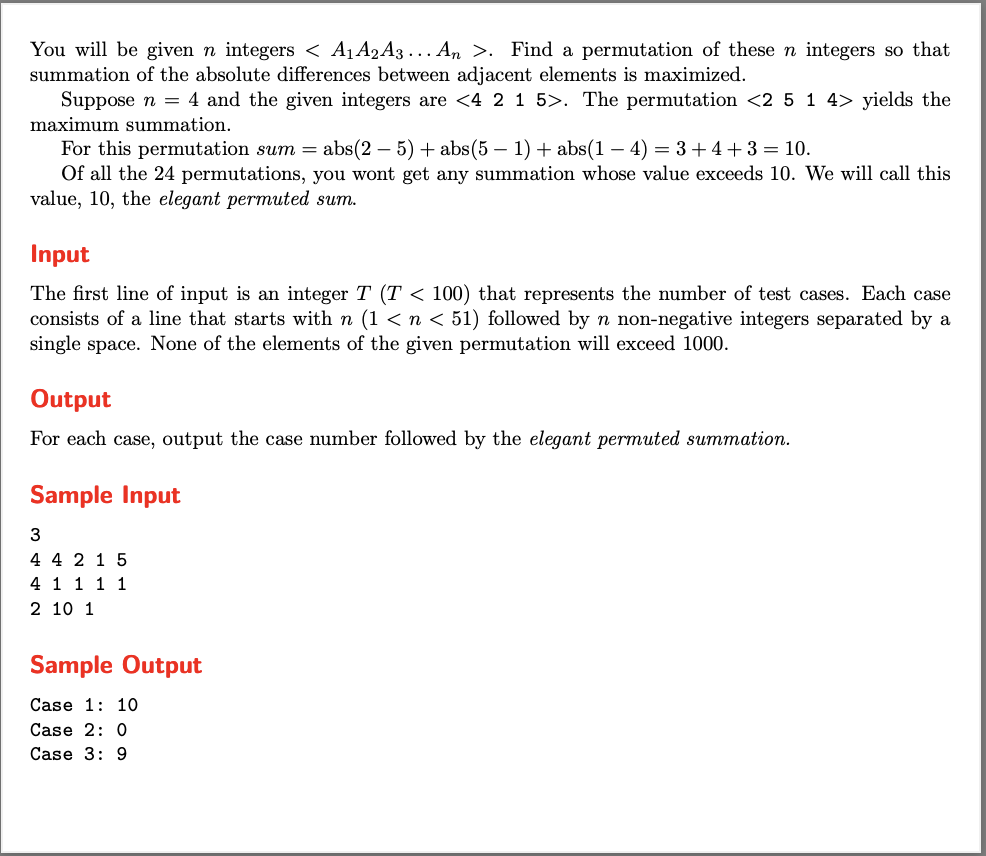 You will be given n integers < A₁A₂A₃ . . . Aₙ >. Find a permutation of these n integers so that
summation of the absolute differences between adjacent elements is maximized.
Suppose n = 4 and the given integers are <4 2 1 5>. The permutation <2 5 1 4> yields the
maximum summation.
For this permutation sum = abs(2 − 5) + abs(5 − 1) + abs(1 − 4) = 3 + 4 + 3 = 10.
Of all the 24 permutations, you wont get any summation whose value exceeds 10. We will call this
value, 10, the elegant permuted sum.
Input
The first line of input is an integer T (T < 100) that represents the number of test cases. Each case
consists of a line that starts with n (1 < n < 51) followed by n non-negative integers separated by a
single space. None of the elements of the given permutation will exceed 1000.
Output
For each case, output the case number followed by the elegant permuted summation.
Sample Input
3
4 4 2 1 5
4 1 1 1 1
2 10 1
Sample Output
Case 1: 10
Case 2: 0
Case 3: 9